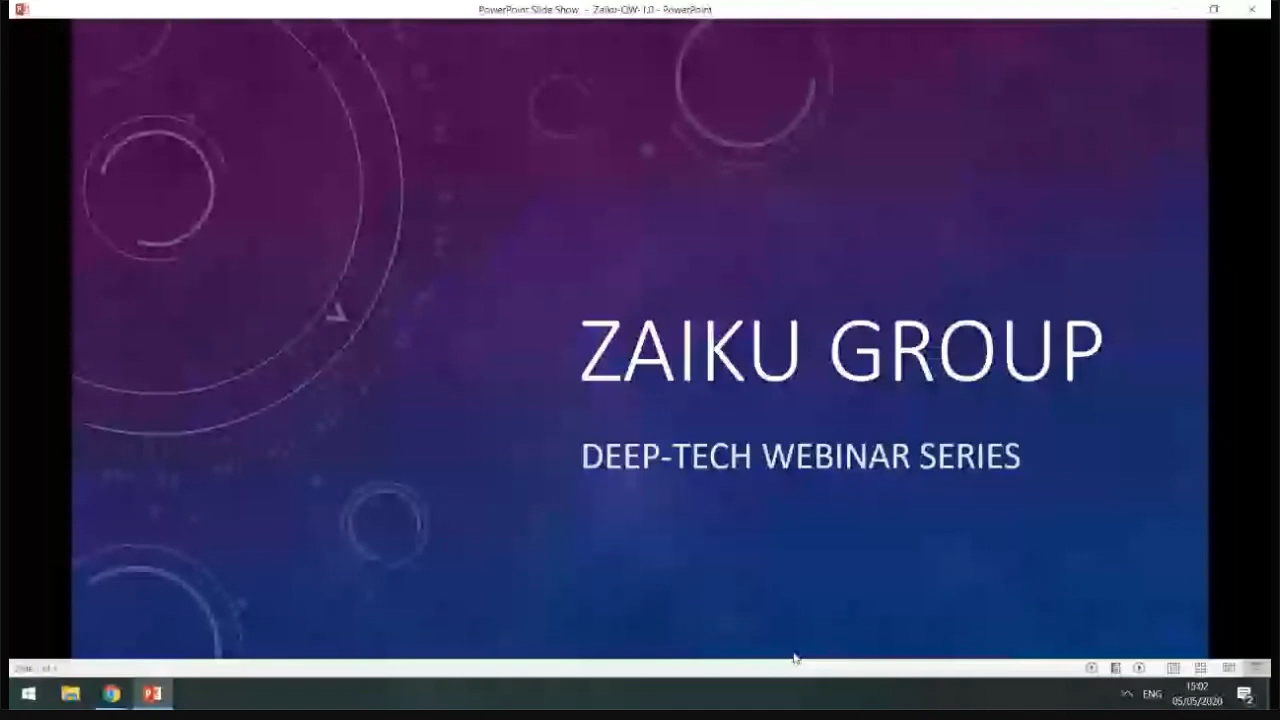 PowerPoint Slide Show - Zaiku-QW-1.0 - PowerPoint
ZAIKU GROUP
DEEP-TECH WEBINAR SERIES
ENG
15:02
05/05/2020
2